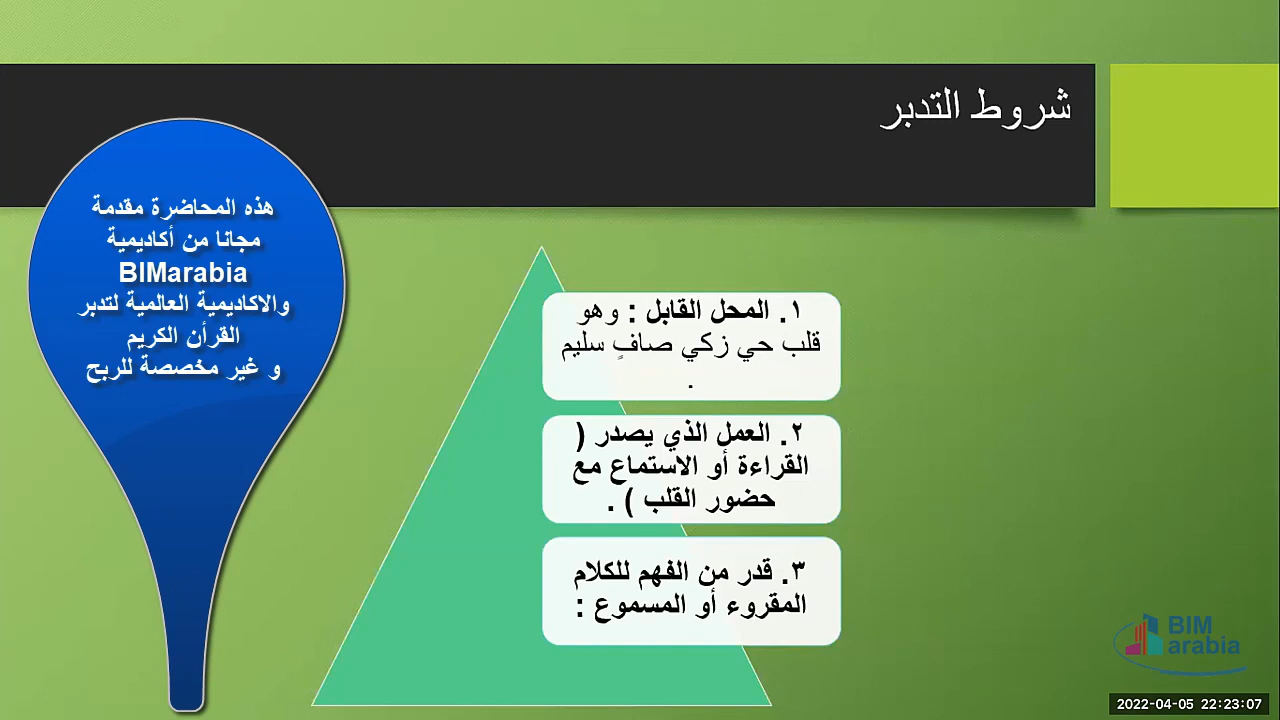 شروط التدبر
هذه المحاضرة مقدمة
مجانا من أكاديمية
BIMarabia
والاكاديمية العالمية لتدبر
القرأن الكريم
و غير مخصصة للربح
١. المحل القابل : وهو
قلب حي زكي صافٍ سليم
.
٢. العمل الذي يصدر (
القراءة أو الاستماع مع
حضور القلب ) .
٣. قدر من الفهم للكلام
المقروء أو المسموع :
BIM
arabia
2022-04-05 22:23:07